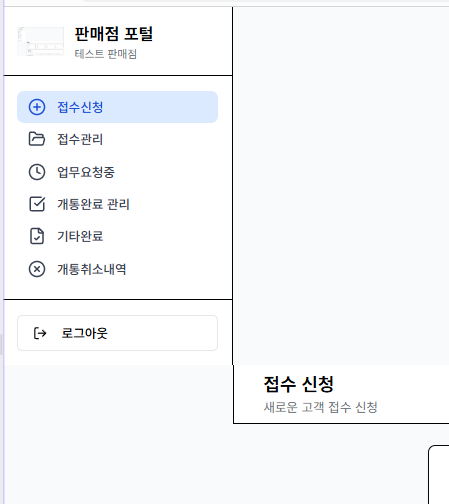 판매점 포털
테스트 판매점
접수신청
접수관리
업무요청중
개통완료 관리
기타완료
개통취소내역
로그아웃
접수 신청
새로운 고객 접수 신청